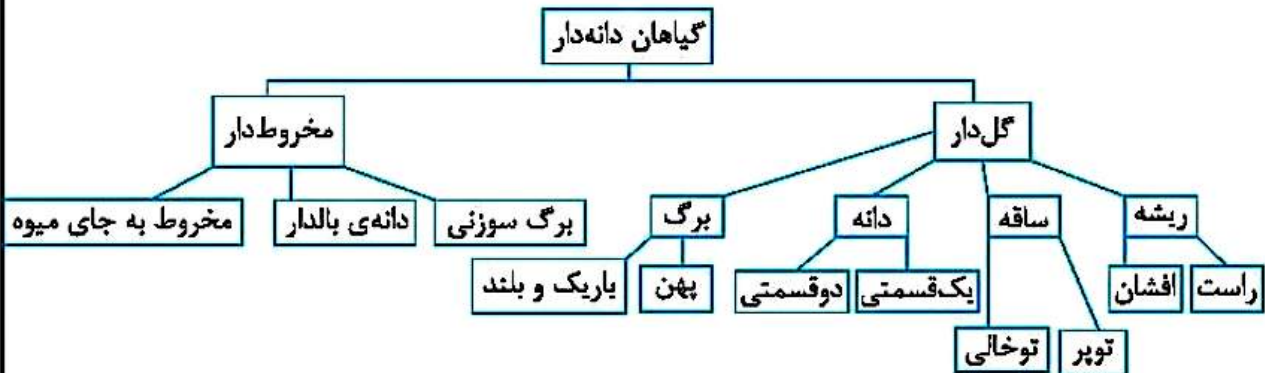 گیاهان دانه‌دار
گل‌دار
مخروط‌دار
ریشه
ساقه
دانه
برگ
برگ سوزنی
دانه‌ی بالدار
مخروط به جای میوه
راست
افشان
یک‌قسمتی
دوقسمتی
پهن
باریک و بلند
توپر
توخالی